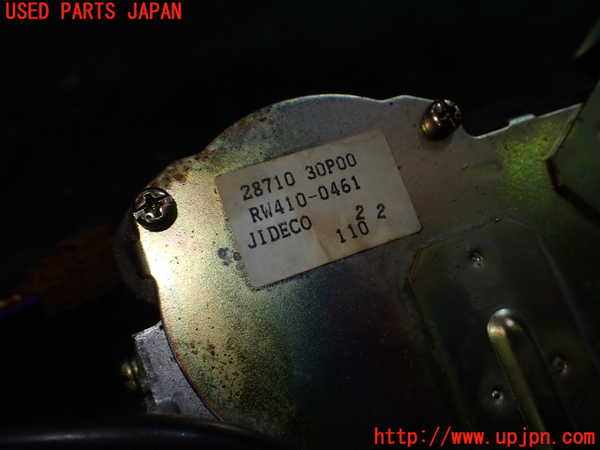 USED PARTS JAPAN
28710 30P00
RW410-0461
JIDECO 2 2
110
http://www.upjpn.com/